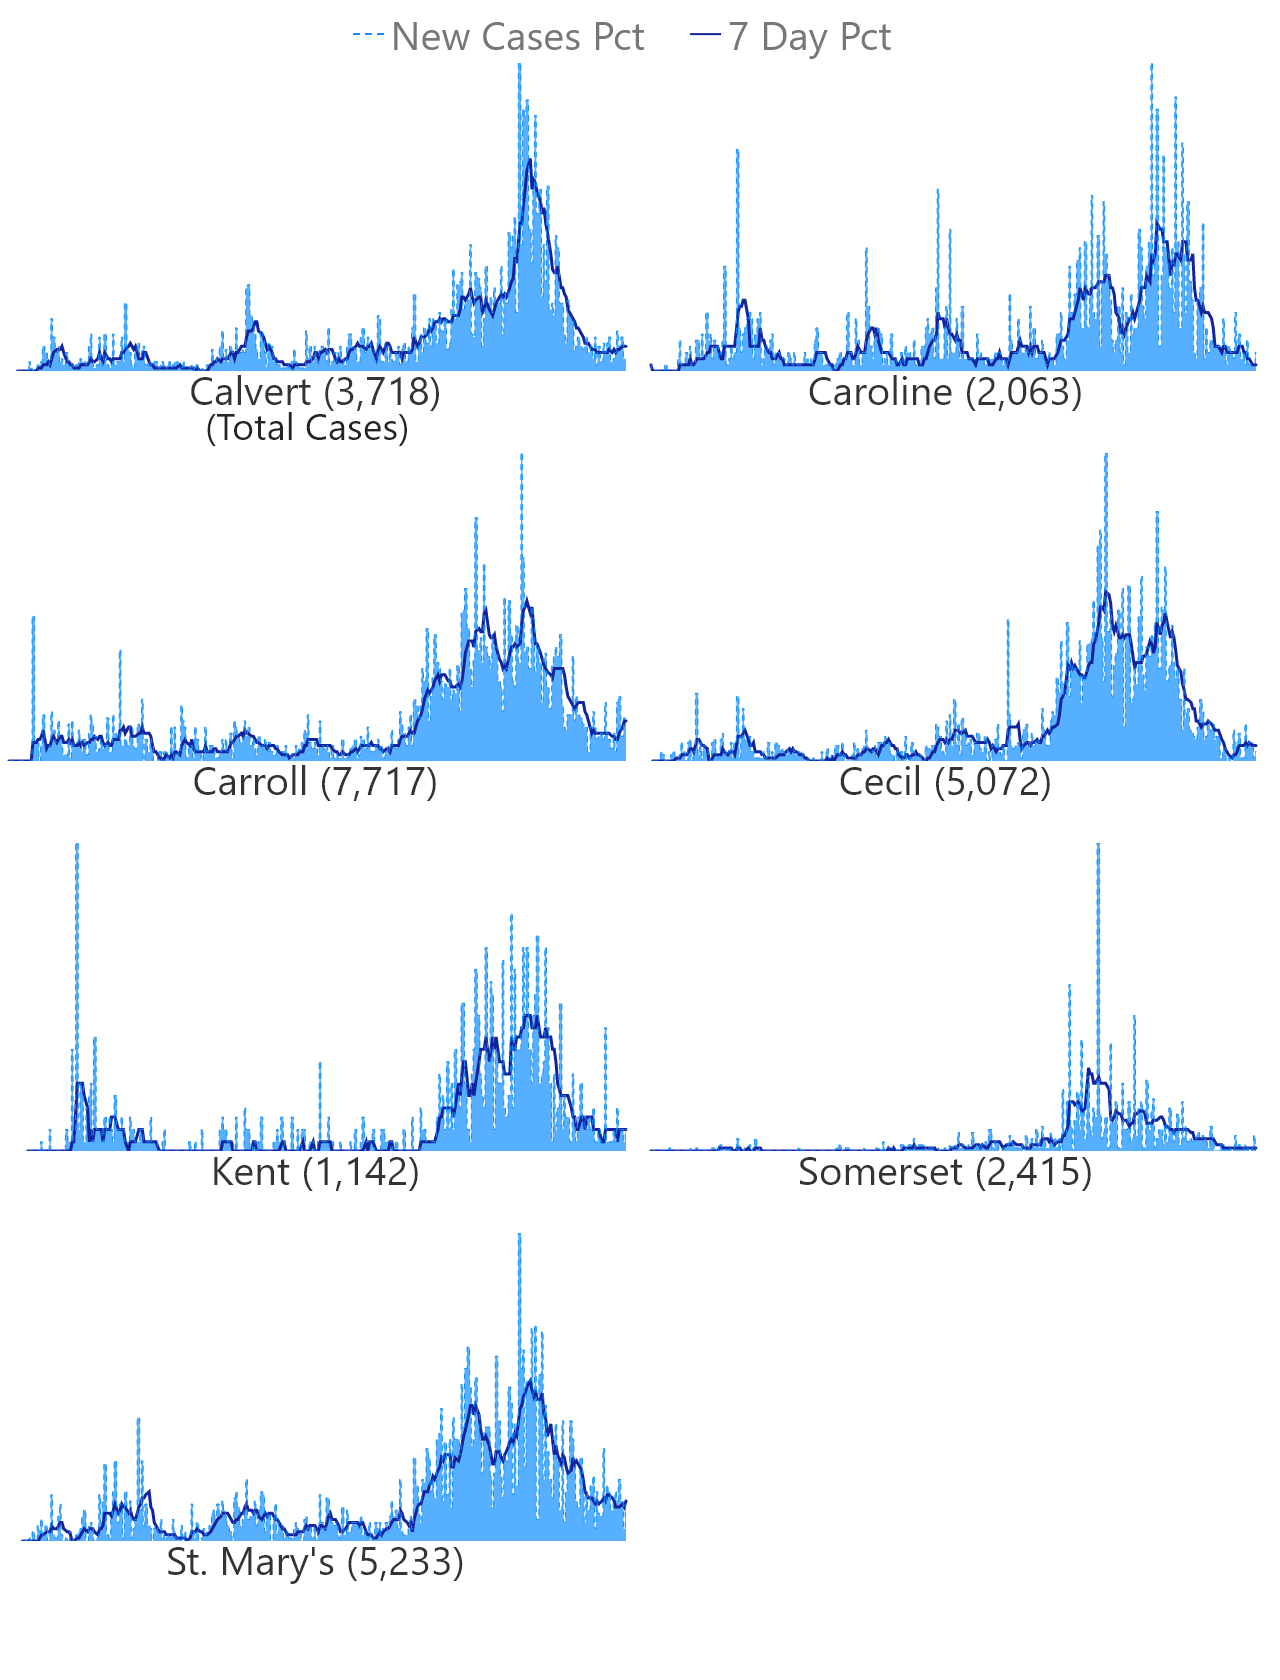 New Cases Pct 7 Day Pct
Calvert (3,718)
(Total Cases)
Caroline (2,063)
Carroll (7,717)
Cecil (5,072)
Kent (1,142)
Somerset (2,415)
St. Mary's (5,233)